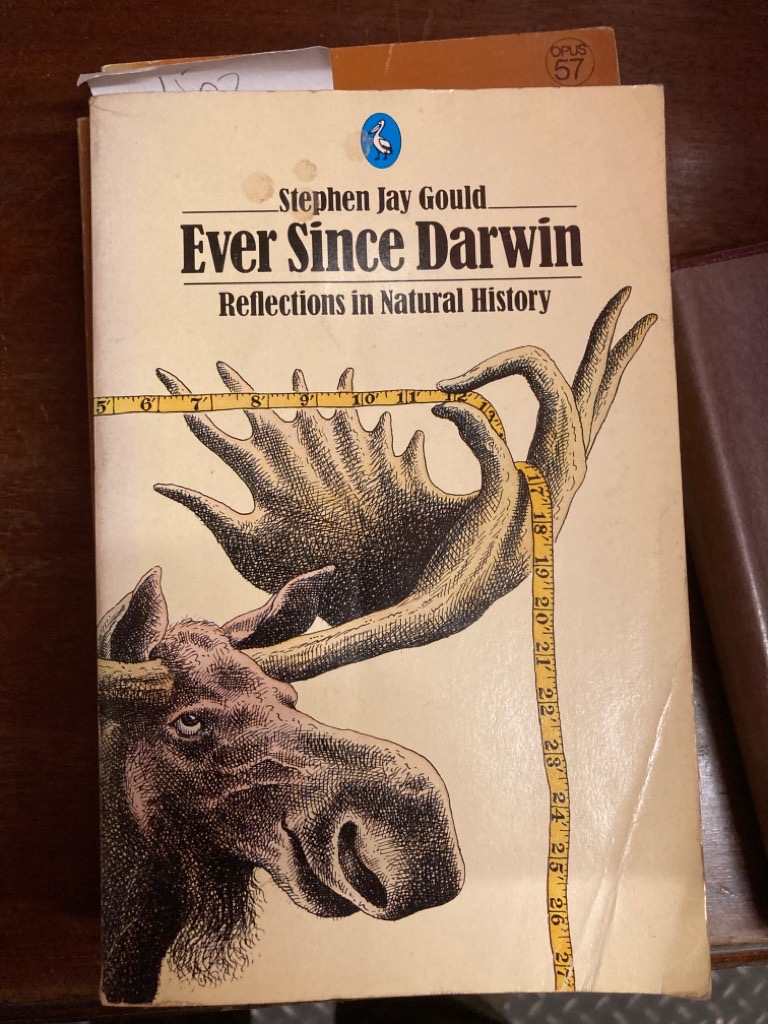 OPUS
57
Stephen Jay Gould
Ever Since Darwin
Reflections in Natural History
5' 6' 7' 8' 9' 10' 11' 12'
17 18 19 20 21 22 23 24 25 26 27